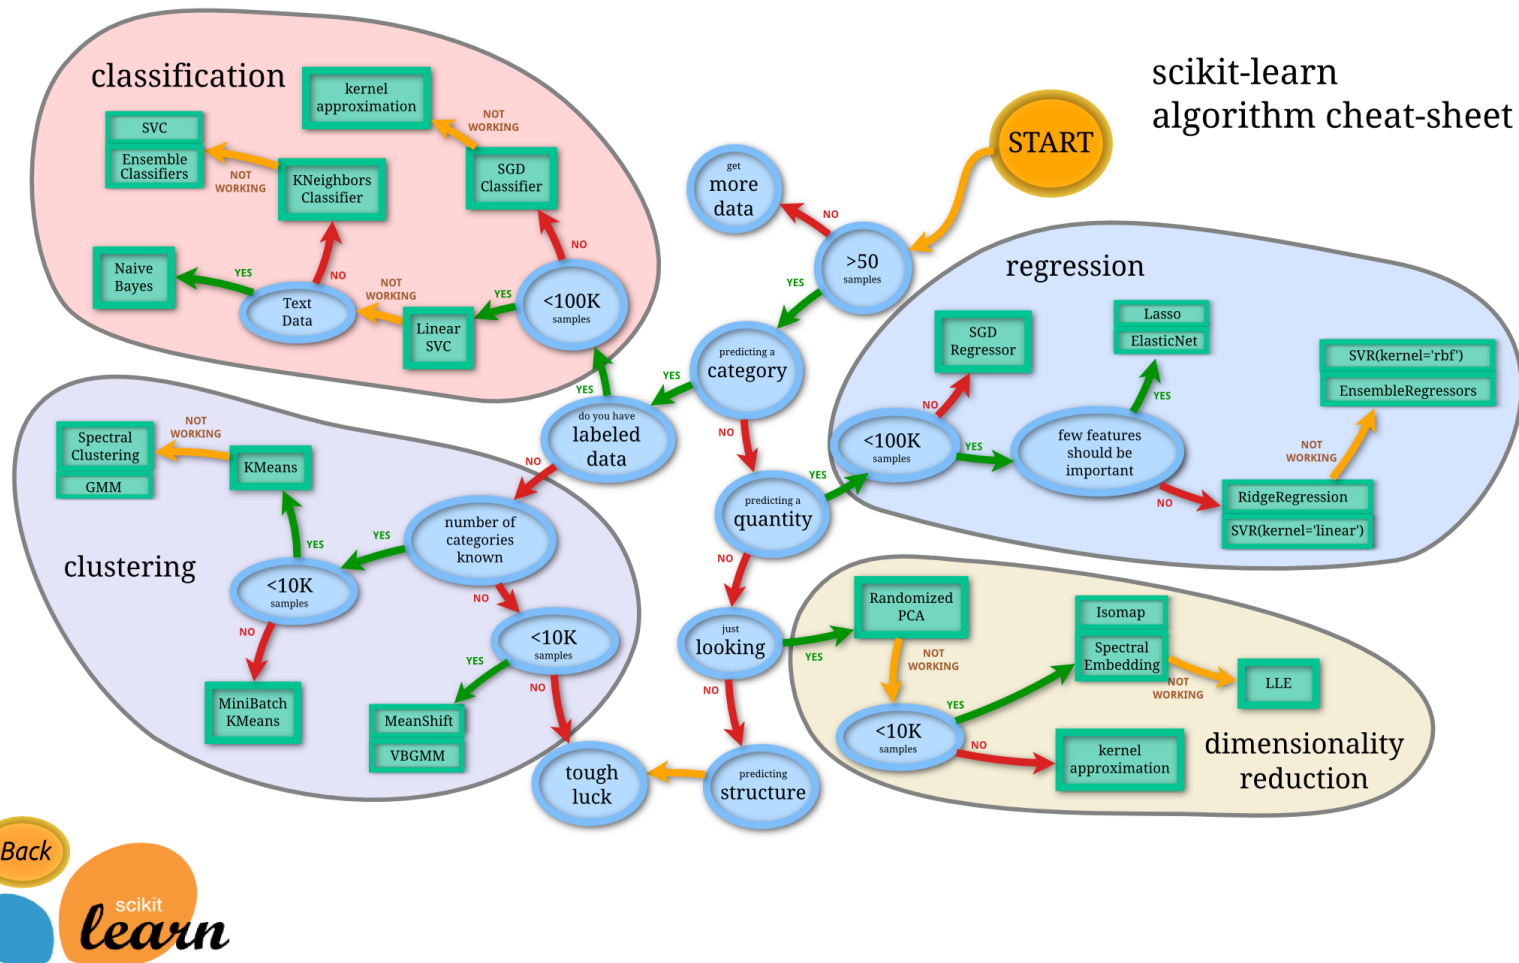 scikit-learn
algorithm cheat-sheet
START
get
more
data
NO
>50
samples
YES
predicting a
category
YES
NO
do you have
labeled
data
YES
NO
predicting a
quantity
YES
NO
just
looking
YES
NO
predicting
structure
tough
luck
classification
kernel
approximation
NOT
WORKING
SVC
Ensemble
Classifiers
NOT
WORKING
KNeighbors
Classifier
SGD
Classifier
NO
Naive
Bayes
YES
NO
Text
Data
NOT
WORKING
Linear
SVC
YES
<100K
samples
regression
SGD
Regressor
NO
<100K
samples
YES
Lasso
ElasticNet
YES
few features
should be
important
NO
SVR(kernel='rbf')
EnsembleRegressors
NOT
WORKING
RidgeRegression
SVR(kernel='linear')
clustering
Spectral
Clustering
GMM
NOT
WORKING
KMeans
YES
<10K
samples
NO
MiniBatch
KMeans
YES
number of
categories
known
NO
<10K
samples
YES
NO
MeanShift
VBGMM
dimensionality
reduction
Randomized
PCA
NOT
WORKING
<10K
samples
YES
NO
Isomap
Spectral
Embedding
NOT
WORKING
LLE
kernel
approximation
Back
scikit
learn